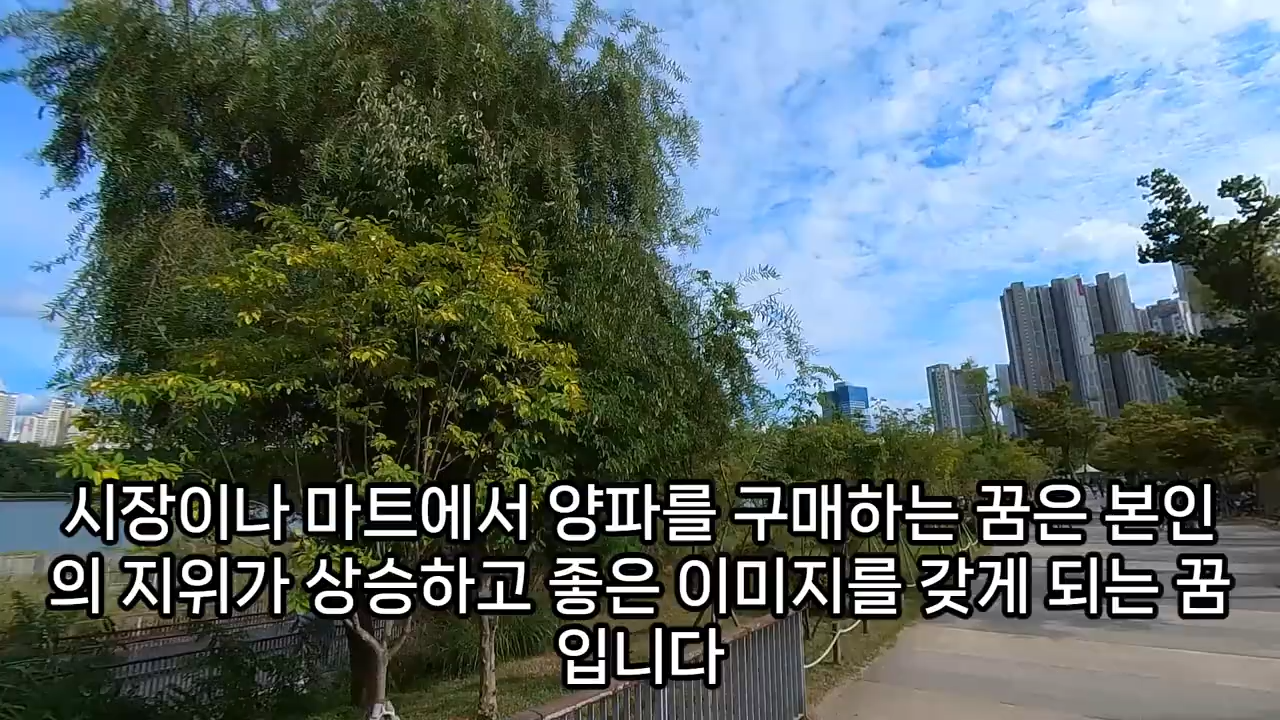 시장이나 마트에서 양파를 구매하는 꿈은 본인
의 지위가 상승하고 좋은 이미지를 갖게 되는 꿈
입니다